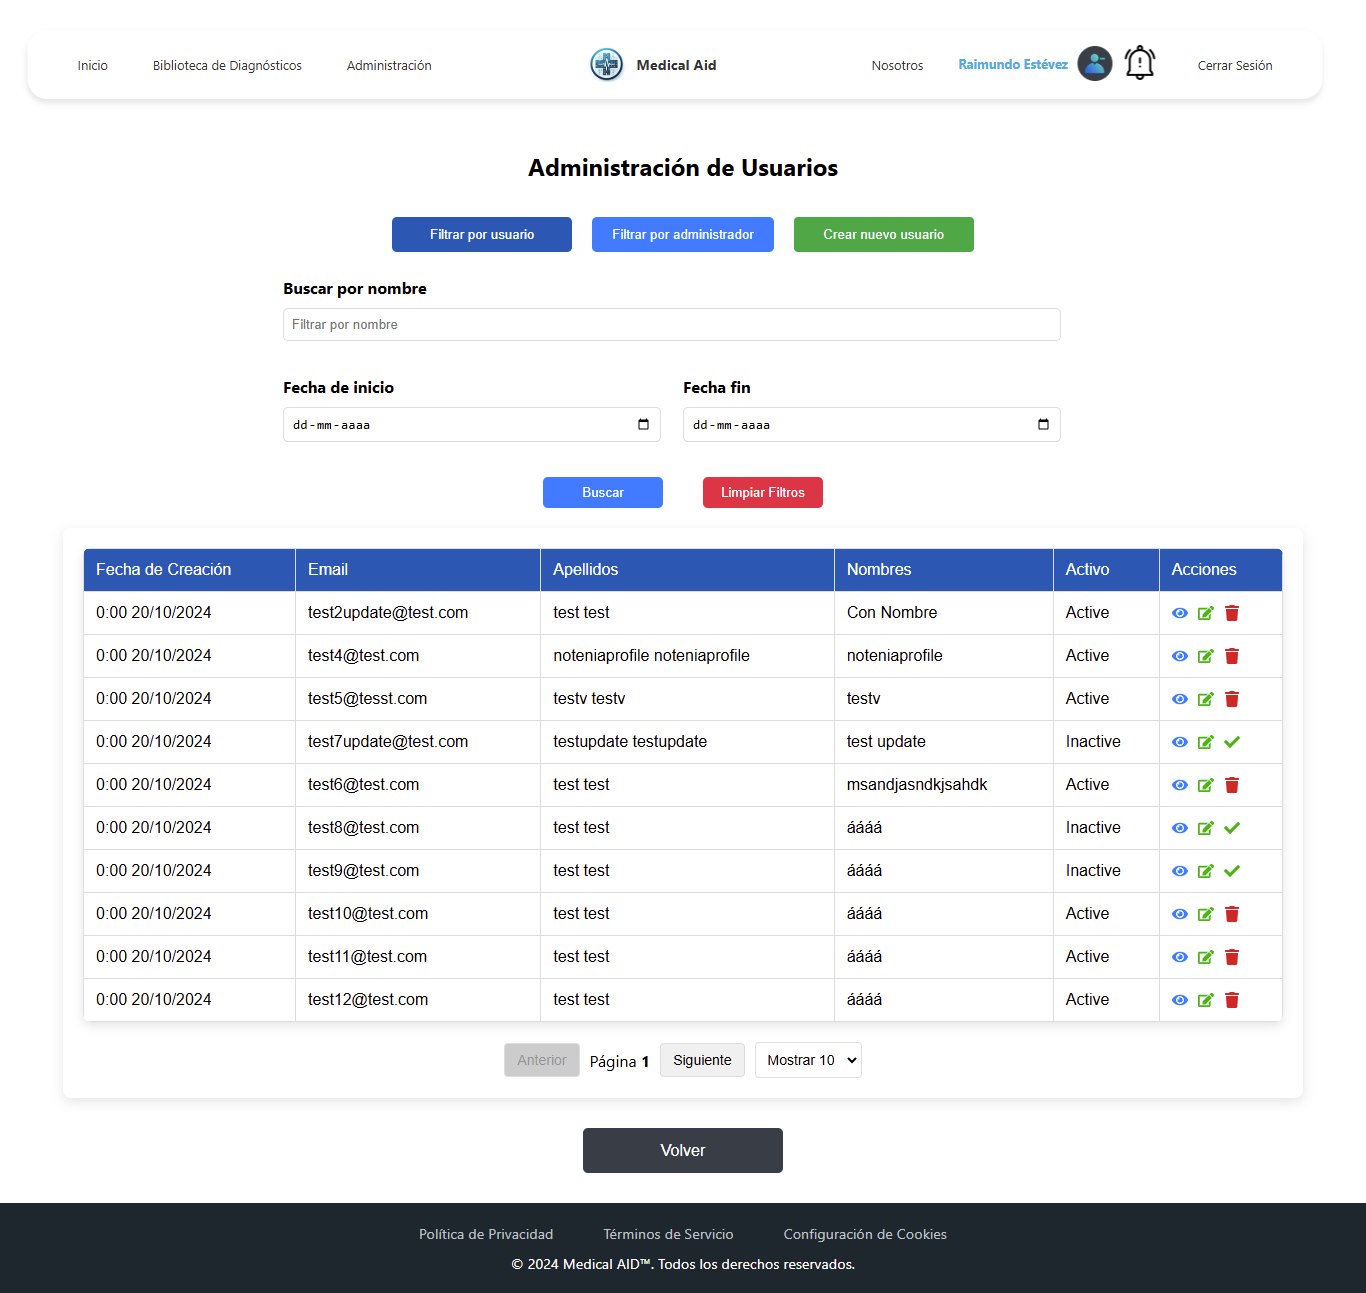 Inicio Biblioteca de Diagnósticos Administración Medical Aid Nosotros Raimundo Estévez Cerrar Sesión
Administración de Usuarios
Filtrar por usuario Filtrar por administrador Crear nuevo usuario
Buscar por nombre
Filtrar por nombre
Fecha de inicio Fecha fin
dd-mm-aaaa dd-mm-aaaa
Buscar Limpiar Filtros
Fecha de Creación Email Apellidos Nombres Activo Acciones
0:00 20/10/2024 test2update@test.com test test Con Nombre Active
0:00 20/10/2024 test4@test.com noteniaprofile noteniaprofile noteniaprofile Active
0:00 20/10/2024 test5@tesst.com testv testv testv Active
0:00 20/10/2024 test7update@test.com testupdate testupdate test update Inactive
0:00 20/10/2024 test6@test.com test test msandjasndkjsahdk Active
0:00 20/10/2024 test8@test.com test test áááá Inactive
0:00 20/10/2024 test9@test.com test test áááá Inactive
0:00 20/10/2024 test10@test.com test test áááá Active
0:00 20/10/2024 test11@test.com test test áááá Active
0:00 20/10/2024 test12@test.com test test áááá Active
Anterior Página 1 Siguiente Mostrar 10
Volver
Política de Privacidad Términos de Servicio Configuración de Cookies
© 2024 Medical AID™. Todos los derechos reservados.